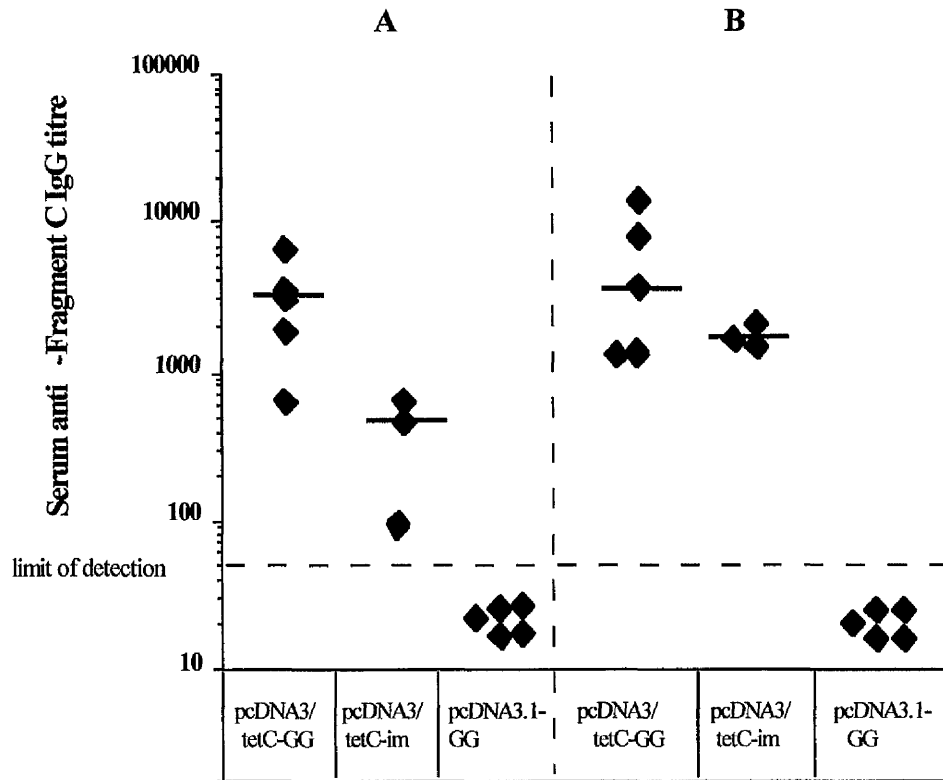 A B
Serum anti -Fragment C IgG titre
100000
10000
1000
100
limit of detection
10
pcDNA3/ pcDNA3/ pcDNA3.1- pcDNA3/ pcDNA3/ pcDNA3.1-
tetC-GG tetC-im GG tetC-GG tetC-im GG